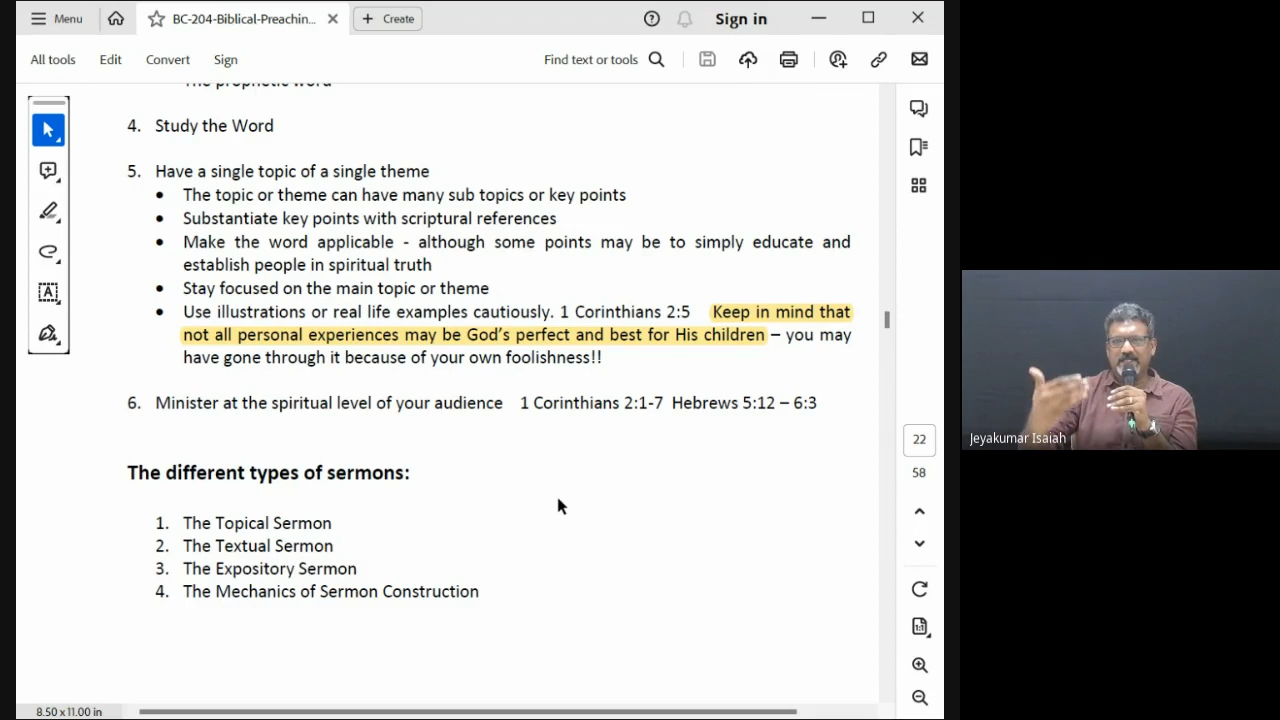 Menu
BC-204-Biblical-Preachin...
Create
Sign in
All tools
Edit
Convert
Sign
Find text or tools
The prophetic word
4. Study the Word
5. Have a single topic of a single theme
• The topic or theme can have many sub topics or key points
• Substantiate key points with scriptural references
• Make the word applicable - although some points may be to simply educate and
establish people in spiritual truth
• Stay focused on the main topic or theme
• Use illustrations or real life examples cautiously. 1 Corinthians 2:5 Keep in mind that
not all personal experiences may be God's perfect and best for His children – you may
have gone through it because of your own foolishness!!
6. Minister at the spiritual level of your audience 1 Corinthians 2:1-7 Hebrews 5:12 – 6:3
The different types of sermons:
1. The Topical Sermon
2. The Textual Sermon
3. The Expository Sermon
4. The Mechanics of Sermon Construction
22
58
8.50 x 11.00 in
Jeyakumar Isaiah